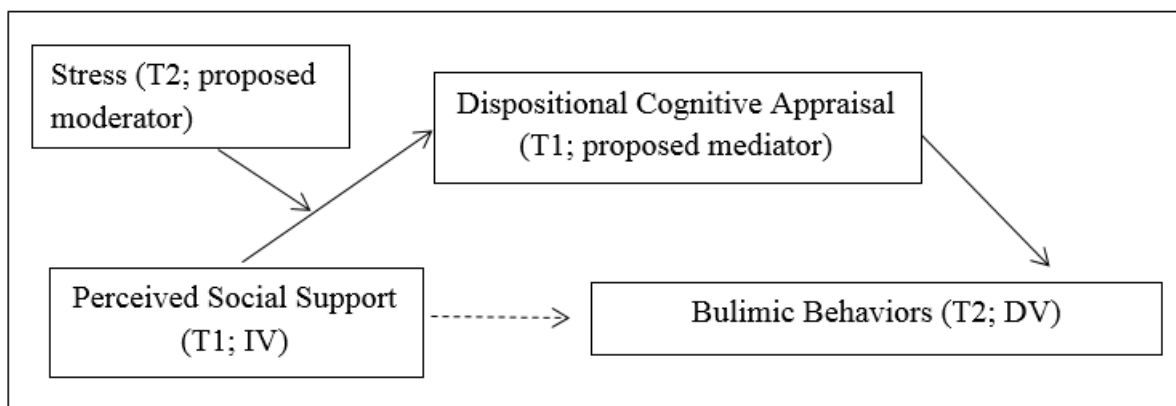 Stress (T2; proposed
moderator)
Dispositional Cognitive Appraisal
(T1; proposed mediator)
Perceived Social Support
(T1; IV)
Bulimic Behaviors (T2; DV)